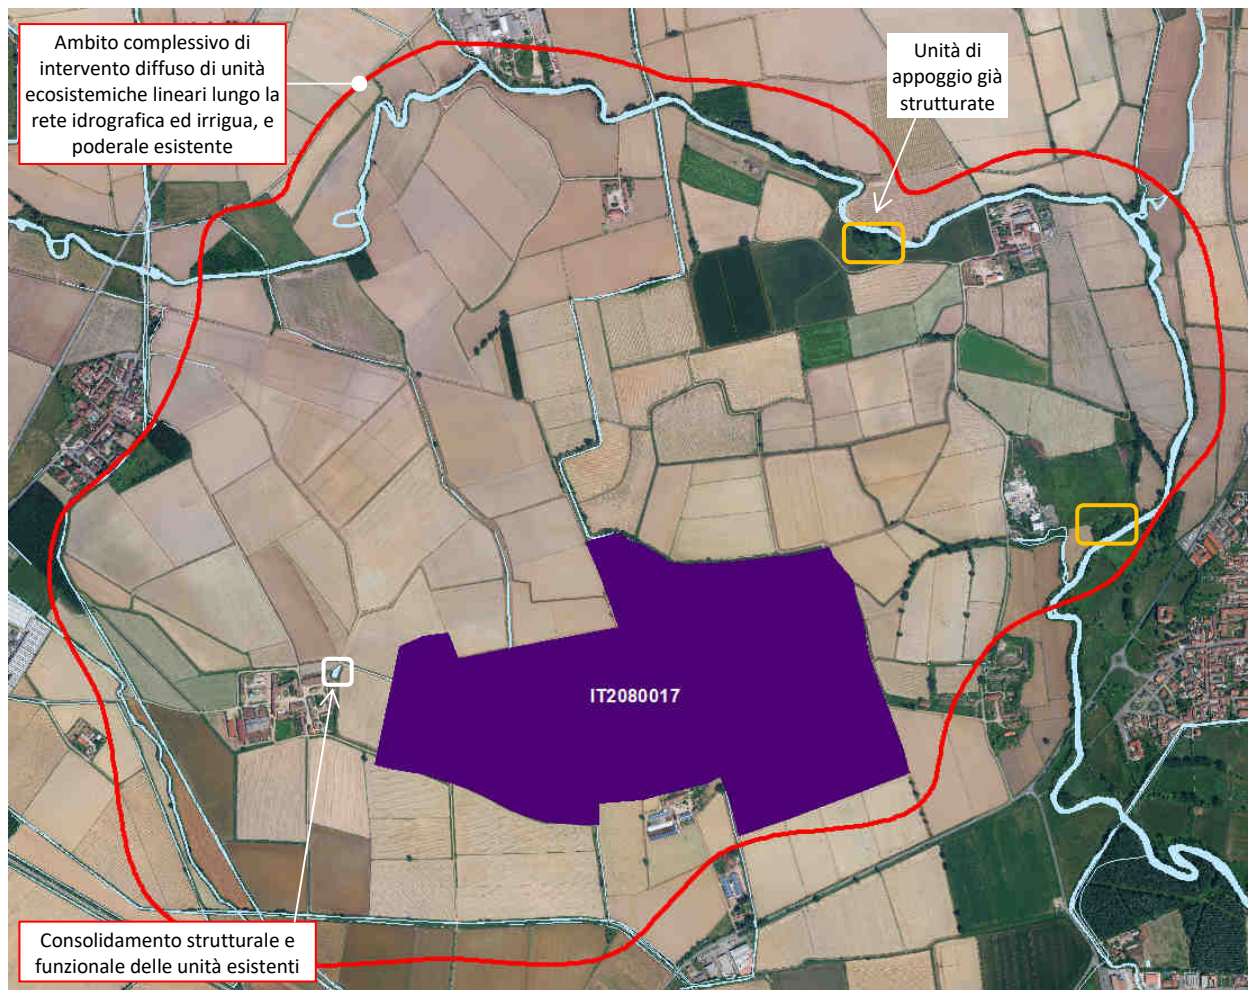 Ambito complessivo di
intervento diffuso di unità
ecosistemiche lineari lungo la
rete idrografica ed irrigua, e
poderale esistente
Unità di
appoggio già
strutturate
IT2080017
Consolidamento strutturale e
funzionale delle unità esistenti